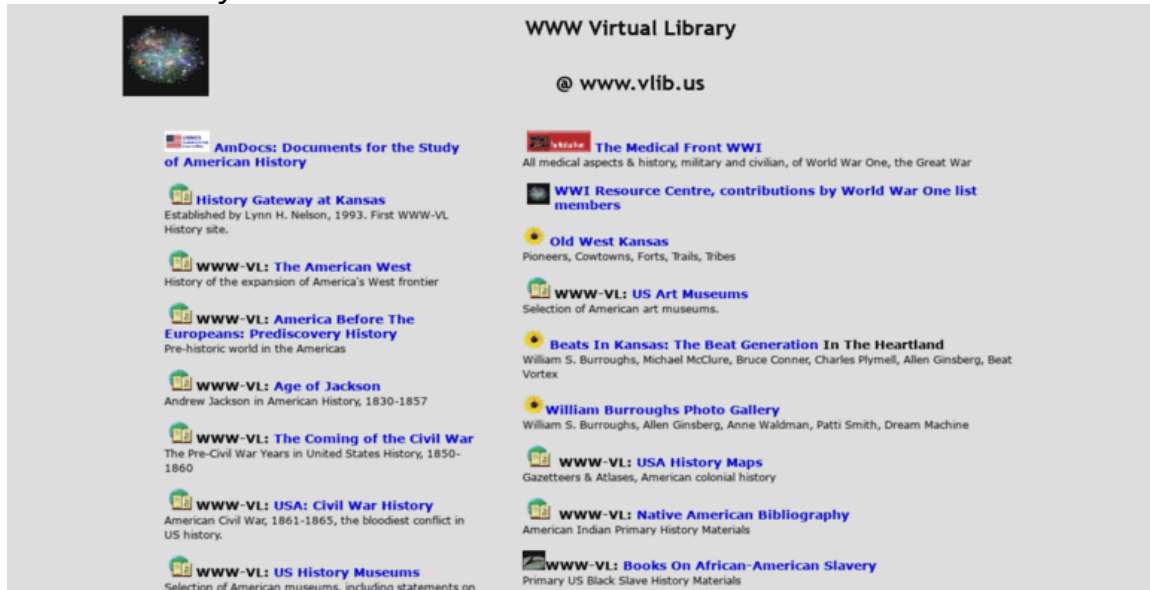 WWW Virtual Library
@ www.vlib.us
AmDocs: Documents for the Study
of American History
History Gateway at Kansas
Established by Lynn H. Nelson, 1993. First WWW-VL
History site.
WWW-VL: The American West
History of the expansion of America's West frontier
WWW-VL: America Before The
Europeans: Prediscovery History
Pre-historic world in the Americas
WWW-VL: Age of Jackson
Andrew Jackson in American History, 1830-1857
WWW-VL: The Coming of the Civil War
The Pre-Civil War Years in United States History, 1850-
1860
WWW-VL: USA: Civil War History
American Civil War, 1861-1865, the bloodiest conflict in
US history.
WWW-VL: US History Museums
Selection of American museums, including statements on
The Medical Front WWI
All medical aspects & history, military and civilian, of World War One, the Great War
WWI Resource Centre, contributions by World War One list
members
Old West Kansas
Pioneers, Cowtowns, Forts, Trails, Tribes
WWW-VL: US Art Museums
Selection of American art museums.
Beats In Kansas: The Beat Generation In The Heartland
William S. Burroughs, Michael McClure, Bruce Conner, Charles Plymell, Allen Ginsberg, Beat
Vortex
William Burroughs Photo Gallery
William S. Burroughs, Allen Ginsberg, Anne Waldman, Patti Smith, Dream Machine
WWW-VL: USA History Maps
Gazetteers & Atlases, American colonial history
WWW-VL: Native American Bibliography
American Indian Primary History Materials
WWW-VL: Books On African-American Slavery
Primary US Black Slave History Materials